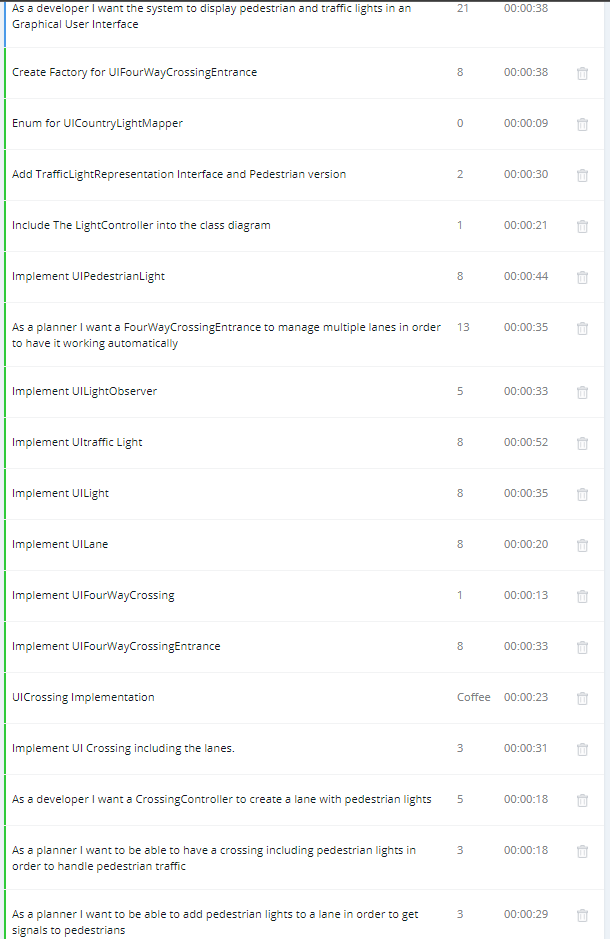 As a developer I want the system to display pedestrian and traffic lights in an 21 00:00:38
Graphical User Interface
Create Factory for UIFourWayCrossingEntrance 8 00:00:38
Enum for UICountryLightMapper 0 00:00:09
Add TrafficLightRepresentation Interface and Pedestrian version 2 00:00:30
Include The LightController into the class diagram 1 00:00:21
Implement UIPedestrianLight 8 00:00:44
As a planner I want a FourWayCrossingEntrance to manage multiple lanes in order 13 00:00:35
to have it working automatically
Implement UILightObserver 5 00:00:33
Implement UItraffic Light 8 00:00:52
Implement UILight 8 00:00:35
Implement UILane 8 00:00:20
Implement UIFourWayCrossing 1 00:00:13
Implement UIFourWayCrossingEntrance 8 00:00:33
UICrossing Implementation Coffee 00:00:23
Implement UI Crossing including the lanes. 3 00:00:31
As a developer I want a CrossingController to create a lane with pedestrian lights 5 00:00:18
As a planner I want to be able to have a crossing including pedestrian lights in 3 00:00:18
order to handle pedestrian traffic
As a planner I want to be able to add pedestrian lights to a lane in order to get 3 00:00:29
signals to pedestrians